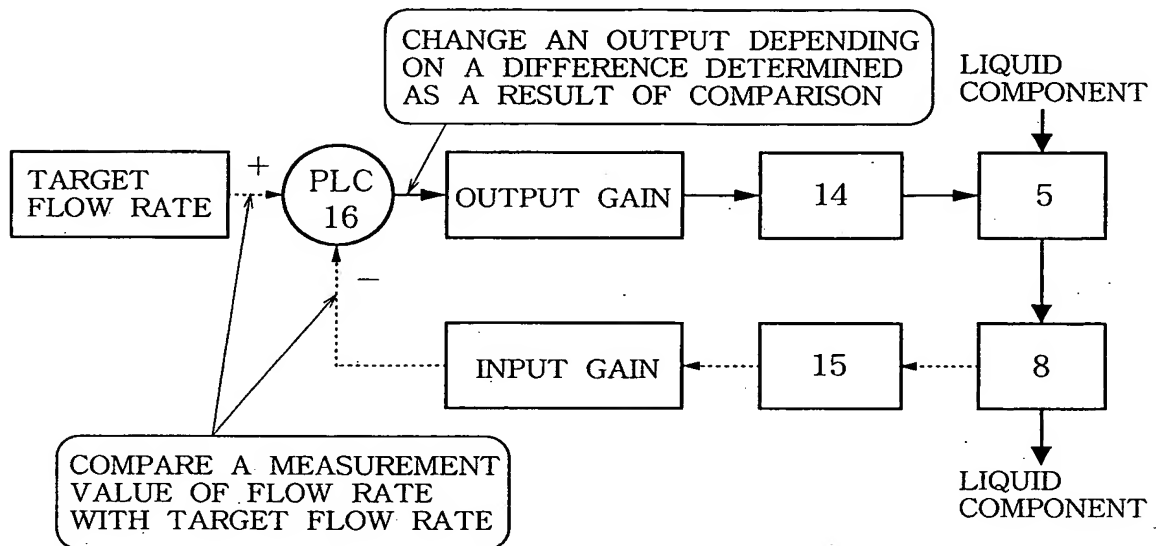 CHANGE AN OUTPUT DEPENDING
ON A DIFFERENCE DETERMINED
AS A RESULT OF COMPARISON
LIQUID
COMPONENT
TARGET
FLOW RATE
+
PLC
16
OUTPUT GAIN
14
5
−
INPUT GAIN
15
8
COMPARE A MEASUREMENT
VALUE OF FLOW RATE
WITH TARGET FLOW RATE
LIQUID
COMPONENT